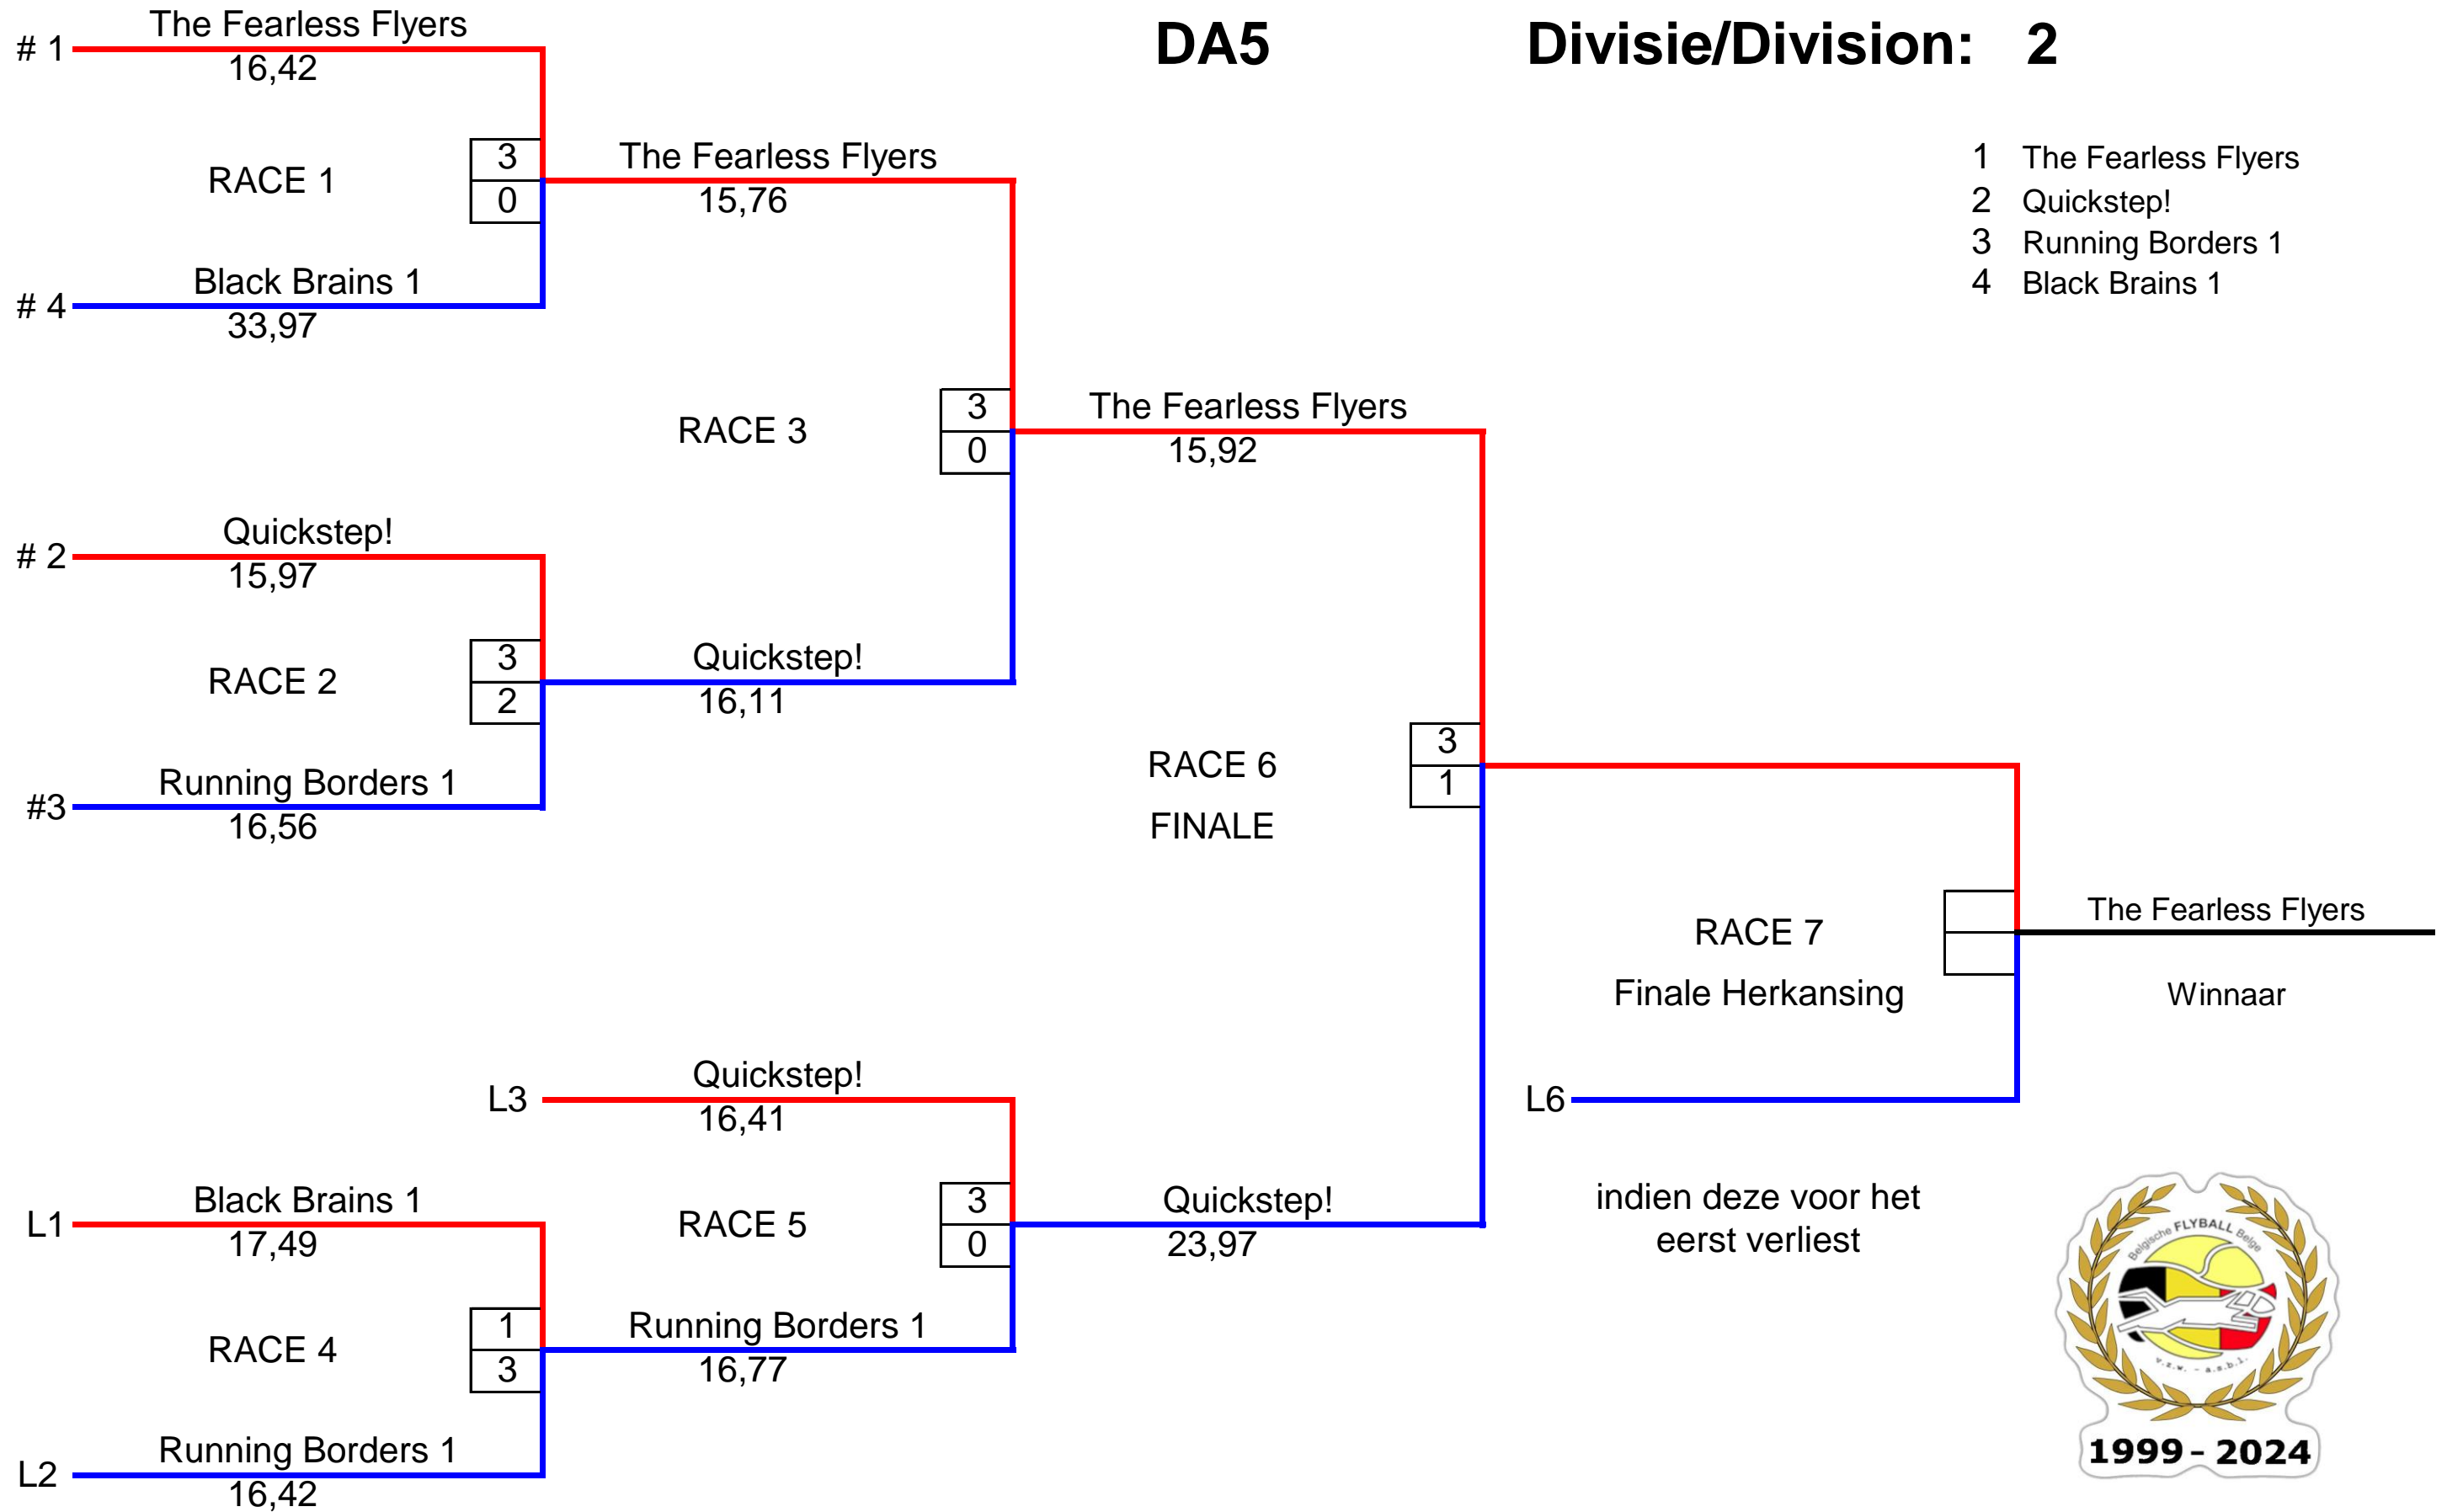 DA5
Divisie/Division: 2
# 1
The Fearless Flyers
16,42
RACE 1
3
0
# 4
Black Brains 1
33,97
The Fearless Flyers
15,76
1 The Fearless Flyers
2 Quickstep!
3 Running Borders 1
4 Black Brains 1
RACE 3
3
0
The Fearless Flyers
15,92
# 2
Quickstep!
15,97
RACE 2
3
2
Quickstep!
16,11
#3
Running Borders 1
16,56
RACE 6
FINALE
3
1
RACE 7
Finale Herkansing
The Fearless Flyers
Winnaar
L3
Quickstep!
16,41
L6
indien deze voor het
eerst verliest
L1
Black Brains 1
17,49
RACE 5
3
0
Quickstep!
23,97
RACE 4
1
3
Running Borders 1
16,77
L2
Running Borders 1
16,42
Belgische FLYBALL Belge
v.z.w. - a.s.b.l.
1999 - 2024